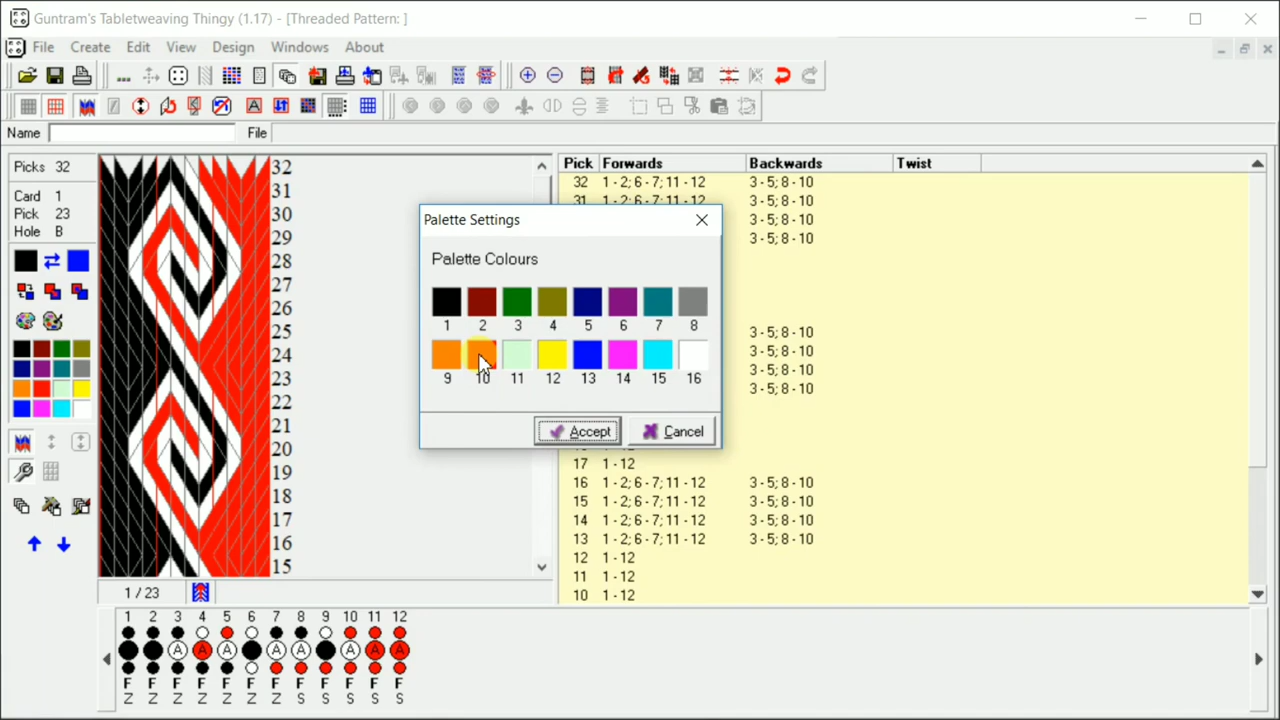 Guntram's Tabletweaving Thingy (1.17) - [Threaded Pattern: ]
File Create Edit View Design Windows About
Name File
Picks 32
Card 1
Pick 23
Hole B
32
31
30
29
28
27
26
25
24
23
22
21
20
19
18
17
16
15
1 / 23
Pick Forwards Backwards Twist
32 1 - 2; 6 - 7; 11 - 12 3 - 5; 8 - 10
31 1 - 2; 6 - 7; 11 - 12 3 - 5; 8 - 10
3 - 5; 8 - 10
3 - 5; 8 - 10
3 - 5; 8 - 10
3 - 5; 8 - 10
3 - 5; 8 - 10
3 - 5; 8 - 10
17 1 - 12
16 1 - 2; 6 - 7; 11 - 12 3 - 5; 8 - 10
15 1 - 2; 6 - 7; 11 - 12 3 - 5; 8 - 10
14 1 - 2; 6 - 7; 11 - 12 3 - 5; 8 - 10
13 1 - 2; 6 - 7; 11 - 12 3 - 5; 8 - 10
12 1 - 12
11 1 - 12
10 1 - 12
Palette Settings
Palette Colours
1 2 3 4 5 6 7 8
9 10 11 12 13 14 15 16
Accept Cancel
1 2 3 4 5 6 7 8 9 10 11 12
A A A A A A A A
F F F F F F F F F F F F
Z Z Z Z Z Z Z S S S S S